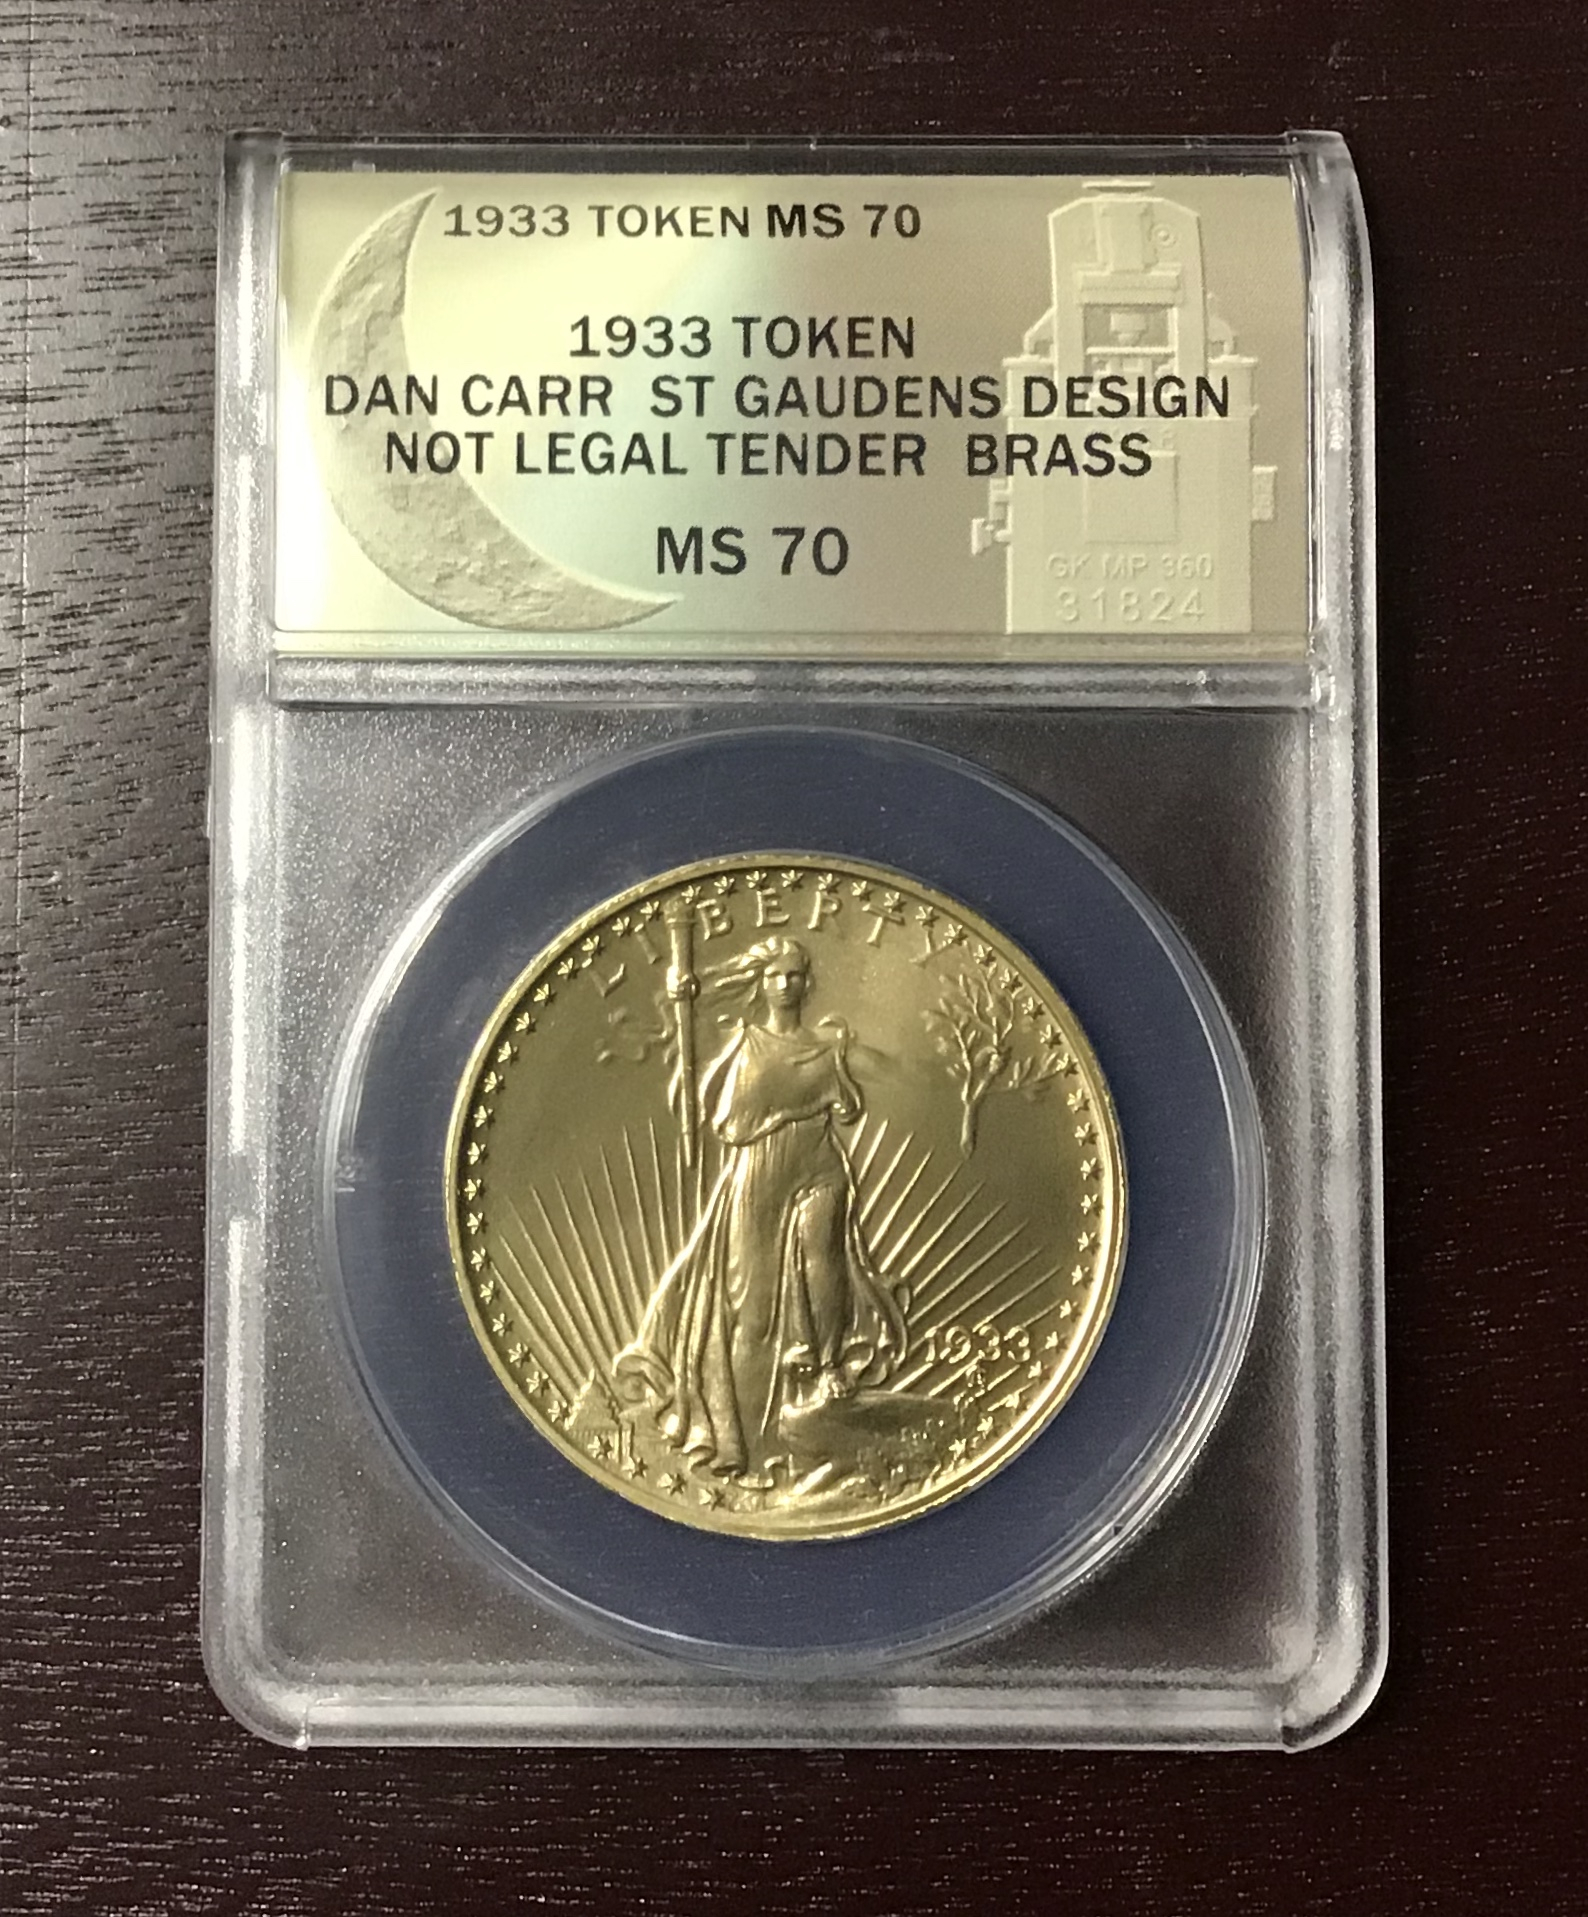 1933 TOKEN MS 70
1933 TOKEN
DAN CARR ST GAUDENS DESIGN
NOT LEGAL TENDER BRASS
MS 70
GK MP 360
31824
LIBERTY
1933